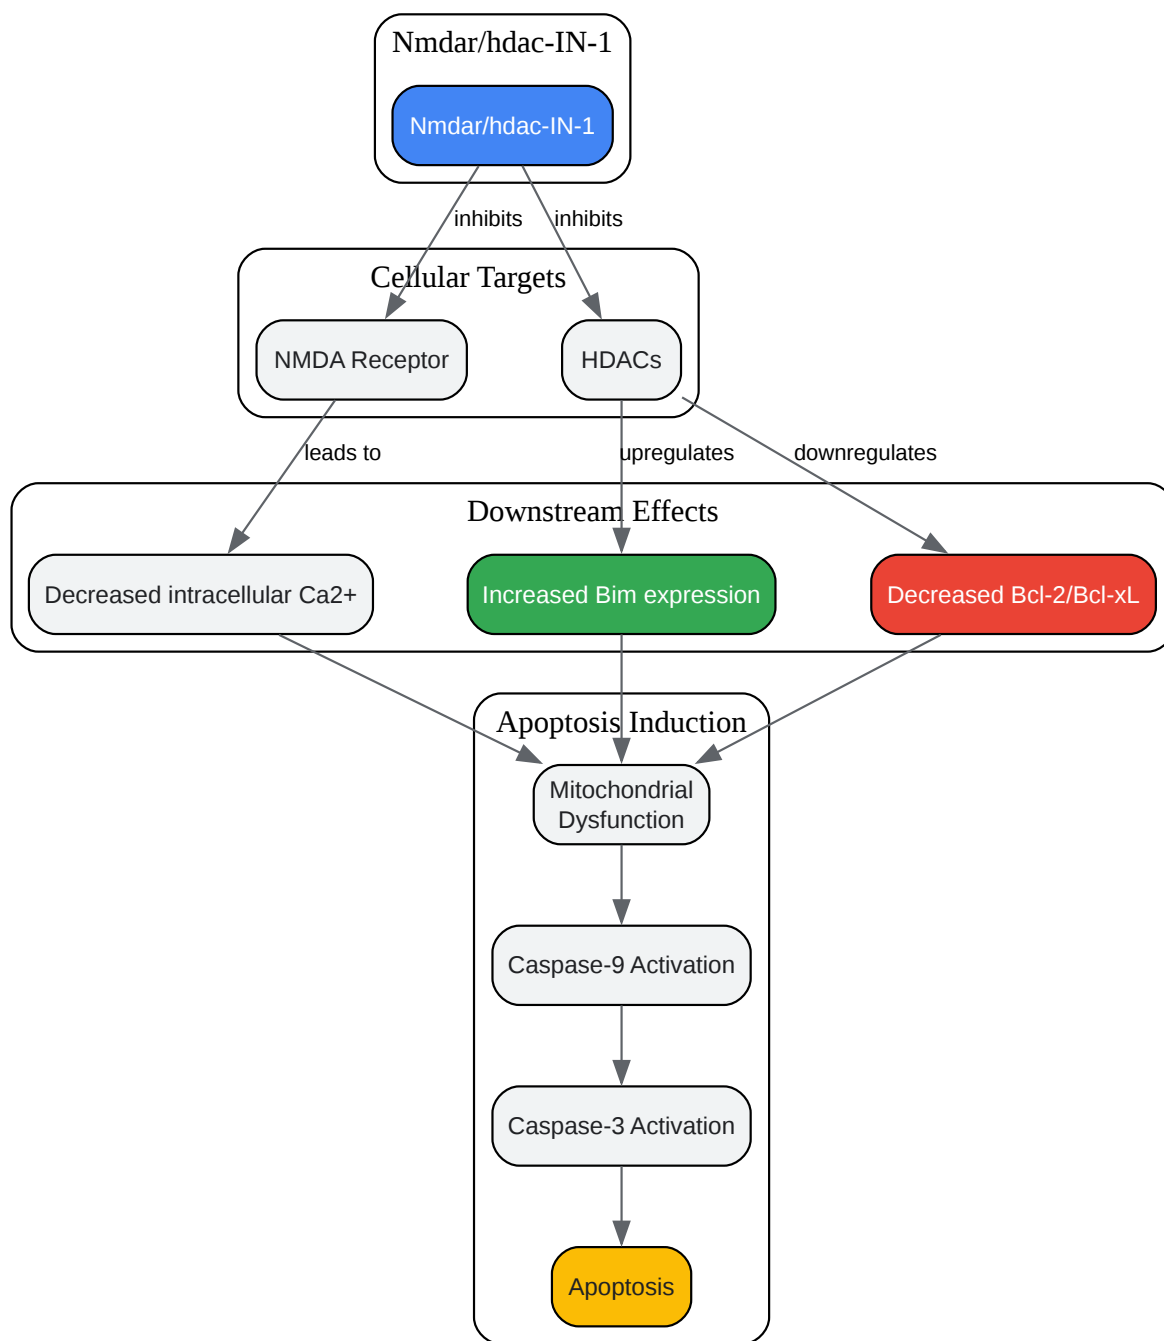 Nmdar/hdac-IN-1
Nmdar/hdac-IN-1
inhibits
inhibits
Cellular Targets
NMDA Receptor
HDACs
leads to
upregulates
downregulates
Downstream Effects
Decreased intracellular Ca2+
Increased Bim expression
Decreased Bcl-2/Bcl-xL
Apoptosis Induction
Mitochondrial
Dysfunction
Caspase-9 Activation
Caspase-3 Activation
Apoptosis